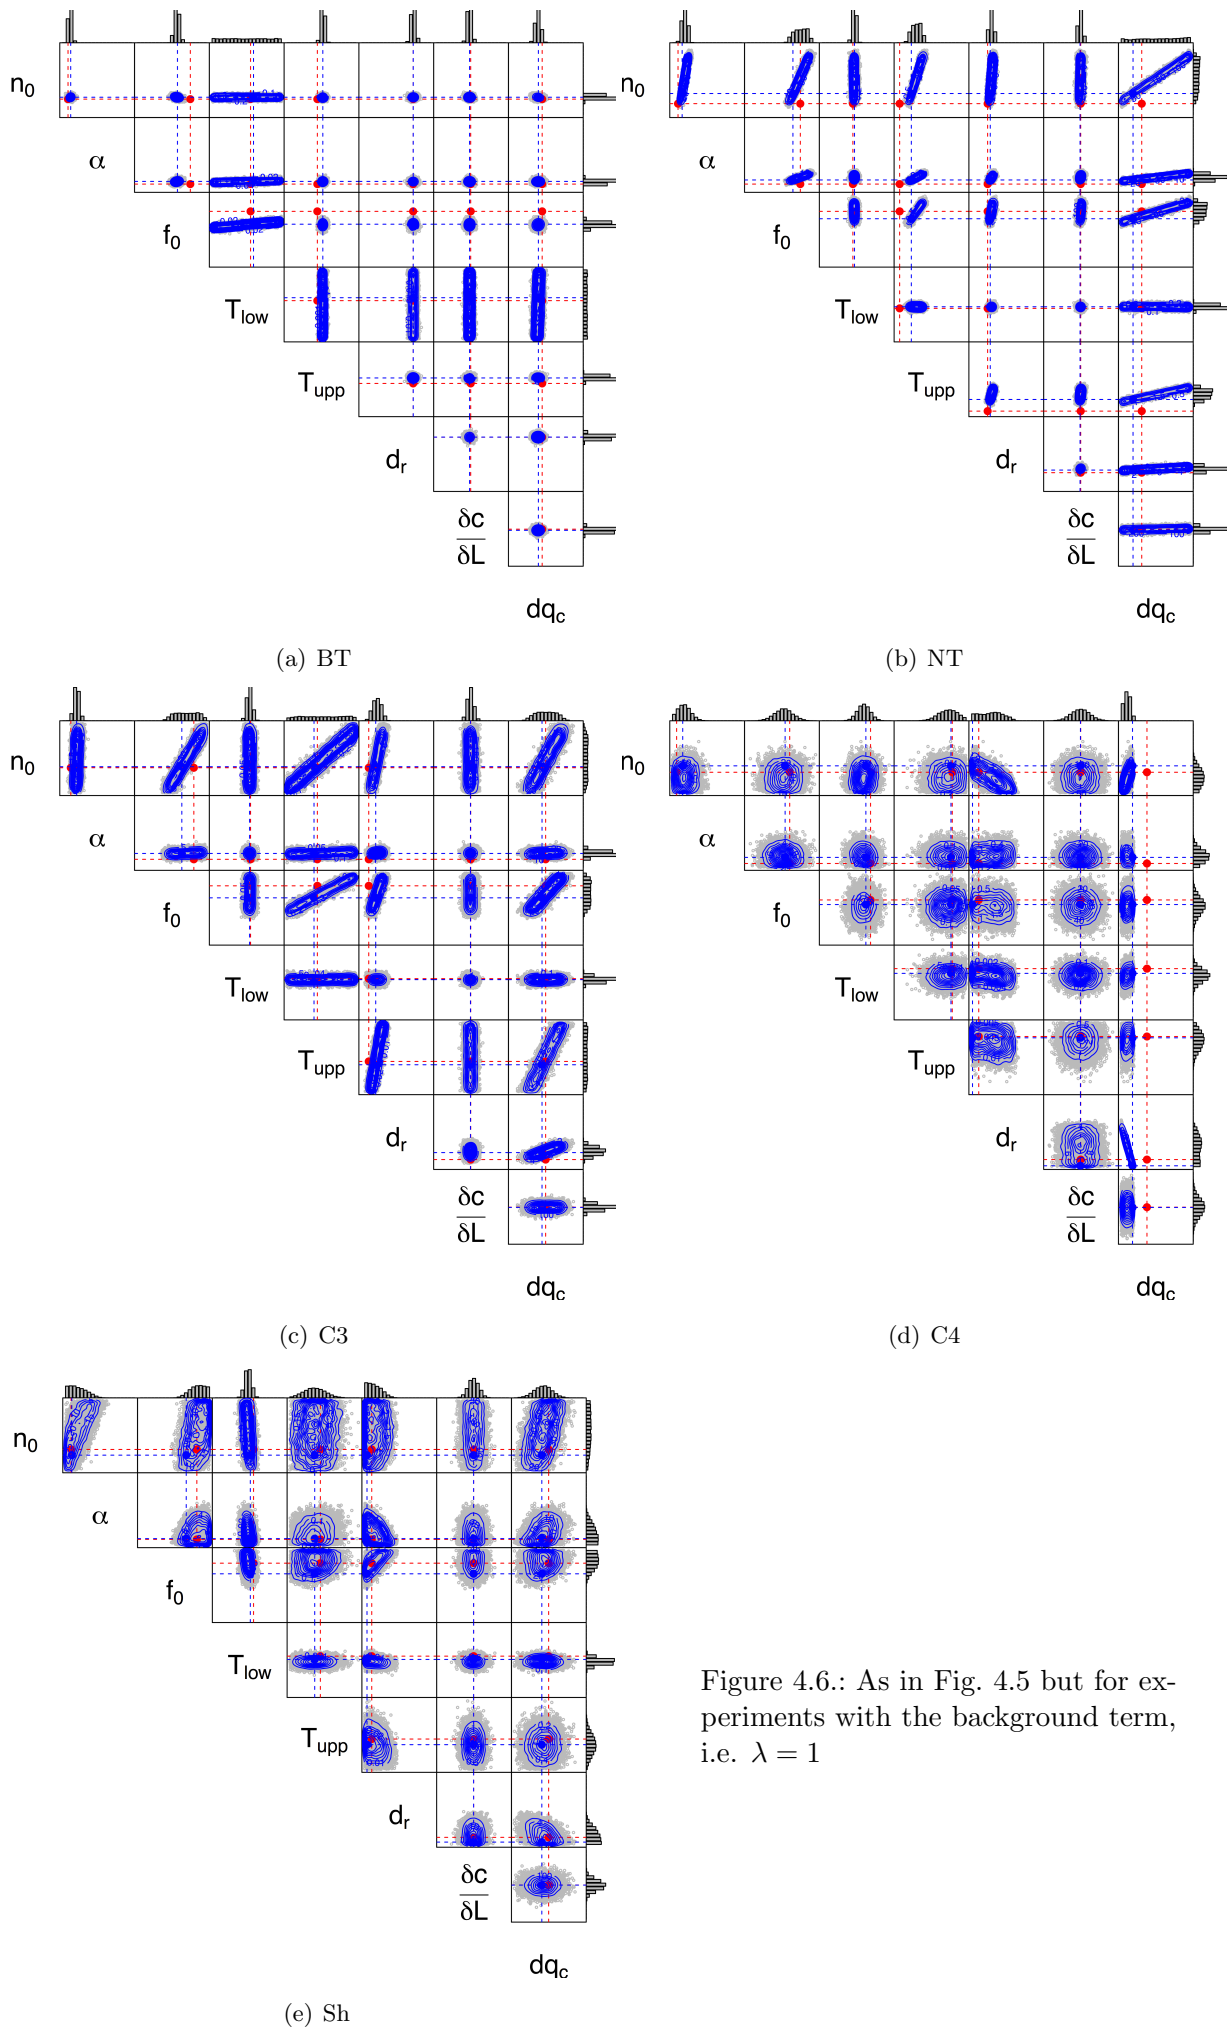 n0
α
f0
Tlow
Tupp
dr
δc
δL
dqc
(a) BT
n0
α
f0
Tlow
Tupp
dr
δc
δL
dqc
(b) NT
n0
α
f0
Tlow
Tupp
dr
δc
δL
dqc
(c) C3
n0
α
f0
Tlow
Tupp
dr
δc
δL
dqc
(d) C4
n0
α
f0
Tlow
Tupp
dr
δc
δL
dqc
(e) Sh
Figure 4.6.: As in Fig. 4.5 but for ex-
periments with the background term,
i.e. λ = 1